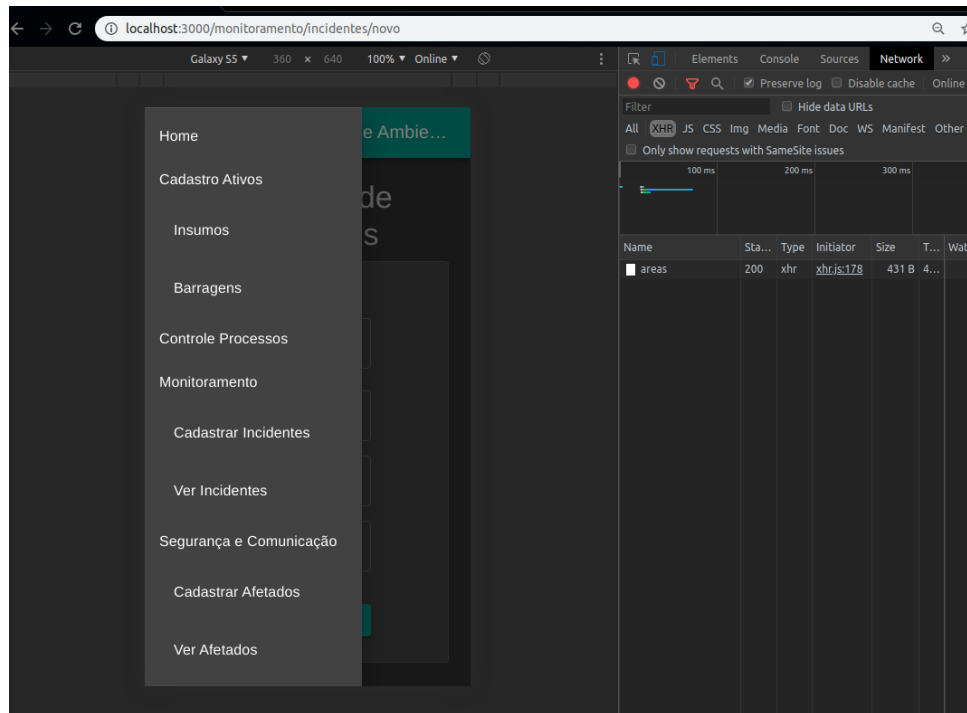 localhost:3000/monitoramento/incidentes/novo
Galaxy S5 ▼ 360 × 640 100% ▼ Online ▼
Elements Console Sources Network »
Preserve log Disable cache Online
Filter Hide data URLs
All XHR JS CSS Img Media Font Doc WS Manifest Other
Only show requests with SameSite issues
100 ms 200 ms 300 ms
Name Sta... Type Initiator Size T... Wat
areas 200 xhr xhr.js:178 431 B 4...
Home
e Ambie...
Cadastro Ativos
de
Insumos
s
Barragens
Controle Processos
Monitoramento
Cadastrar Incidentes
Ver Incidentes
Segurança e Comunicação
Cadastrar Afetados
Ver Afetados